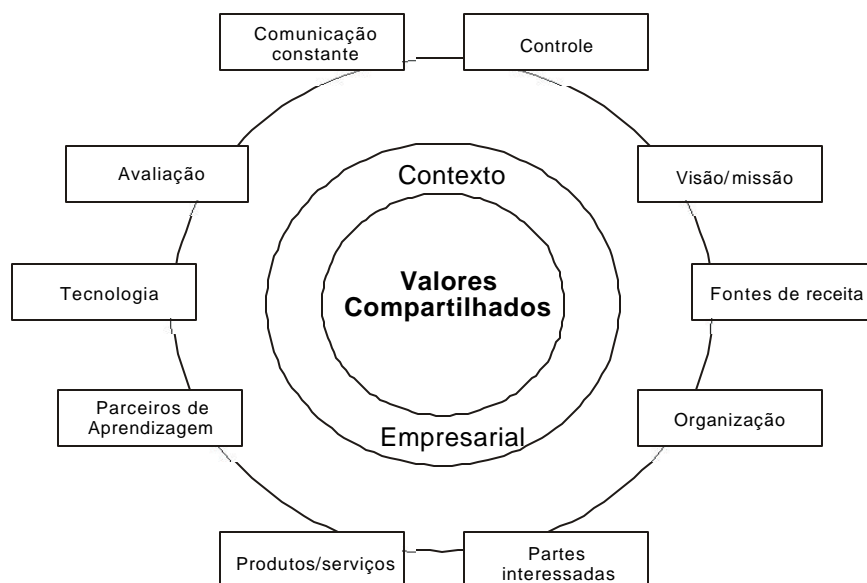 Comunicação
constante
Controle
Avaliação
Contexto
Visão/missão
Tecnologia
Valores
Compartilhados
Fontes de receita
Parceiros de
Aprendizagem
Empresarial
Organização
Produtos/serviços
Partes
interessadas